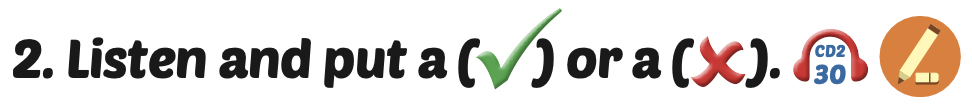 2. Listen and put a (✓) or a (✗). CD2 30